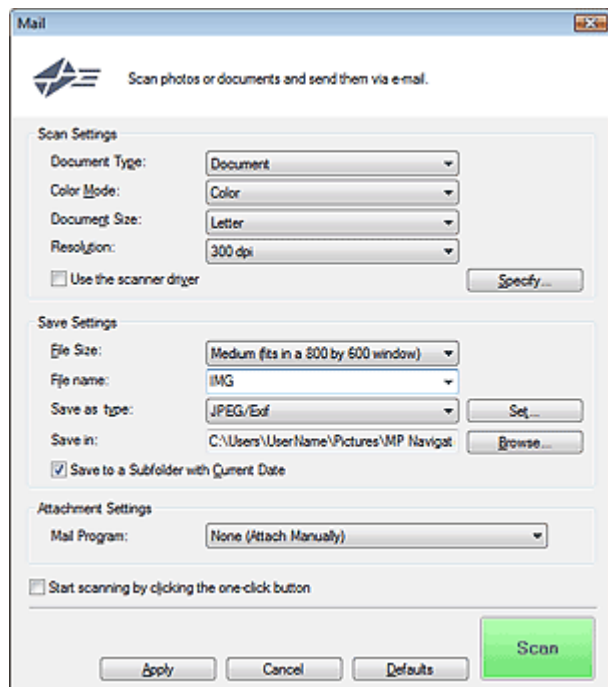 Mail
Scan photos or documents and send them via e-mail.
Scan Settings
Document Type: Document
Color Mode: Color
Document Size: Letter
Resolution: 300 dpi
Use the scanner driver Specify...
Save Settings
File Size: Medium (fits in a 800 by 600 window)
File name: IMG
Save as type: JPEG/Exif Set...
Save in: C:\Users\UserName\Pictures\MP Navigat Browse...
Save to a Subfolder with Current Date
Attachment Settings
Mail Program: None (Attach Manually)
Start scanning by clicking the one-click button
Scan
Apply Cancel Defaults